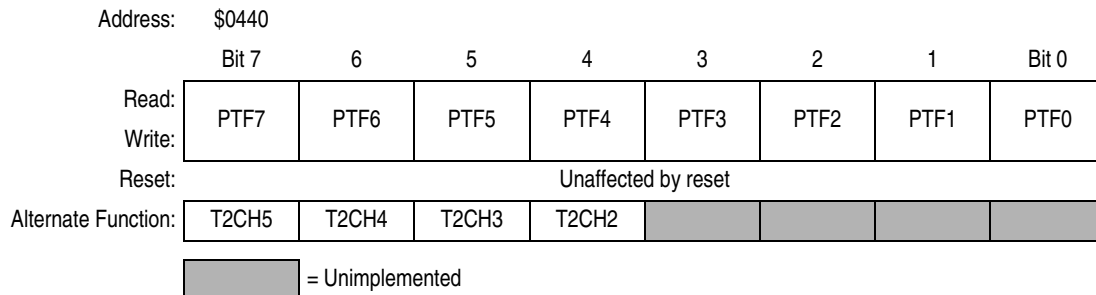 Address: $0440
Bit 7 6 5 4 3 2 1 Bit 0
Read:
PTF7 PTF6 PTF5 PTF4 PTF3 PTF2 PTF1 PTF0
Write:
Reset: Unaffected by reset
Alternate Function: T2CH5 T2CH4 T2CH3 T2CH2
= Unimplemented